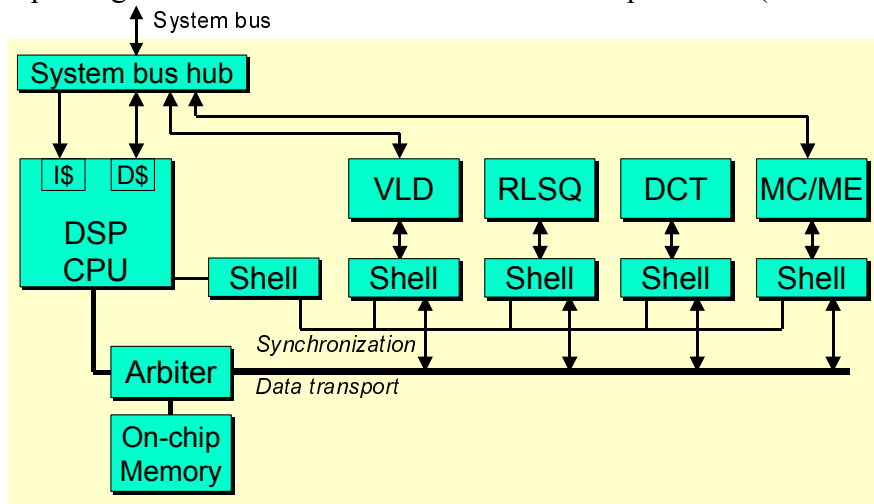 System bus
System bus hub
I$ D$
DSP
CPU
VLD RLSQ DCT MC/ME
Shell Shell Shell Shell Shell
Synchronization
Arbiter
Data transport
On-chip
Memory